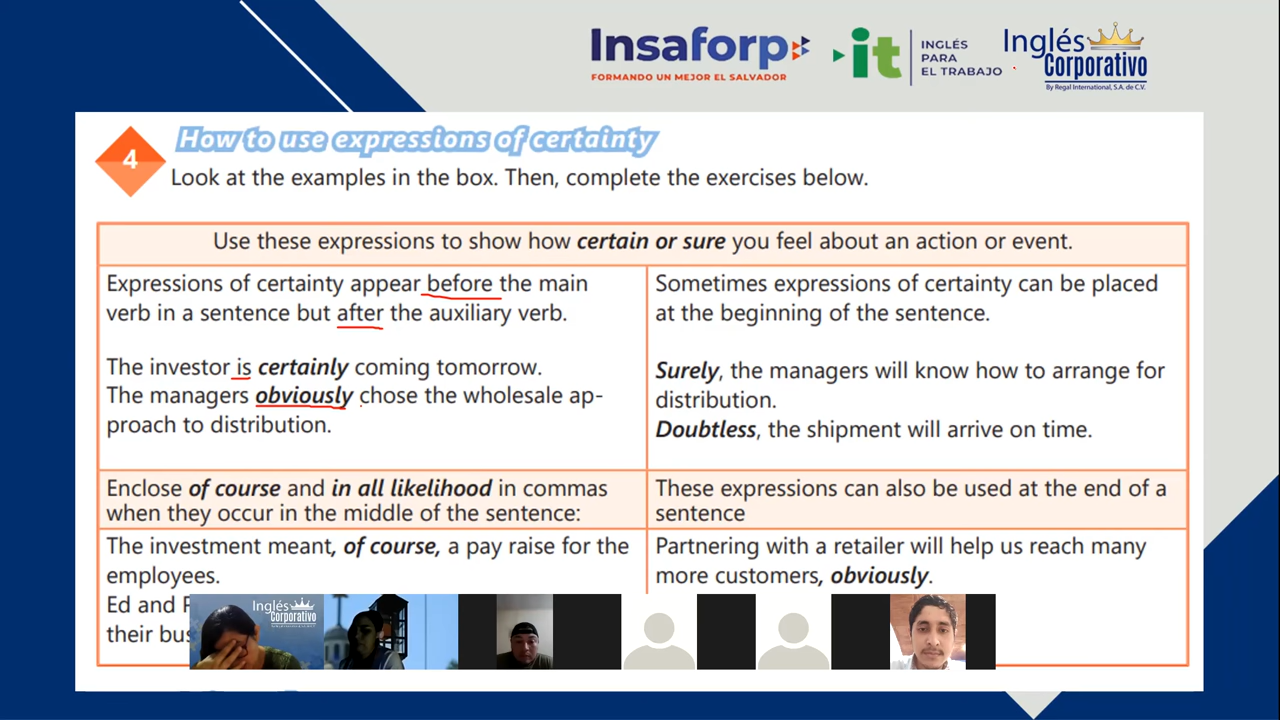 Insaforp
FORMANDO UN MEJOR EL SALVADOR
it
INGLÉS
PARA
EL TRABAJO
Inglés
Corporativo
By Regal International, S.A. de C.V.
4
How to use expressions of certainty
Look at the examples in the box. Then, complete the exercises below.
Use these expressions to show how certain or sure you feel about an action or event.
Expressions of certainty appear before the main
verb in a sentence but after the auxiliary verb.
The investor is certainly coming tomorrow.
The managers obviously chose the wholesale ap-
proach to distribution.
Sometimes expressions of certainty can be placed
at the beginning of the sentence.
Surely, the managers will know how to arrange for
distribution.
Doubtless, the shipment will arrive on time.
Enclose of course and in all likelihood in commas
when they occur in the middle of the sentence:
These expressions can also be used at the end of a
sentence
The investment meant, of course, a pay raise for the
employees.
Ed and
their
Partnering with a retailer will help us reach many
more customers, obviously.
Inglés
Corporativo